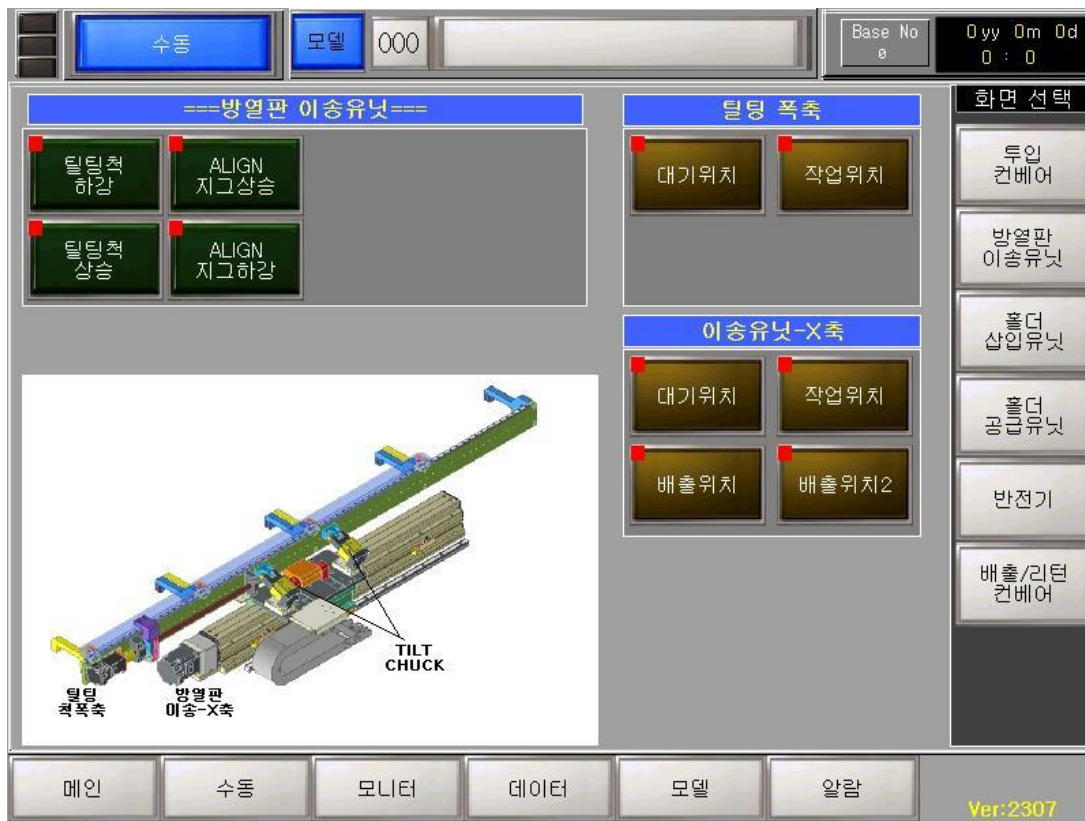 수동
모델
000
Base No
0
0yy 0m 0d
0 : 0
===방열판 이송유닛===
틸팅척
하강
ALIGN
지그상승
틸팅척
상승
ALIGN
지그하강
틸팅 폭축
대기위치
작업위치
이송유닛-X축
대기위치
작업위치
배출위치
배출위치2
TILT
CHUCK
틸팅
척폭축
방열판
이송-X축
화면 선택
투입
컨베어
방열판
이송유닛
홀더
삽입유닛
홀더
공급유닛
반전기
배출/리턴
컨베어
메인
수동
모니터
데이터
모델
알람
Ver:2307